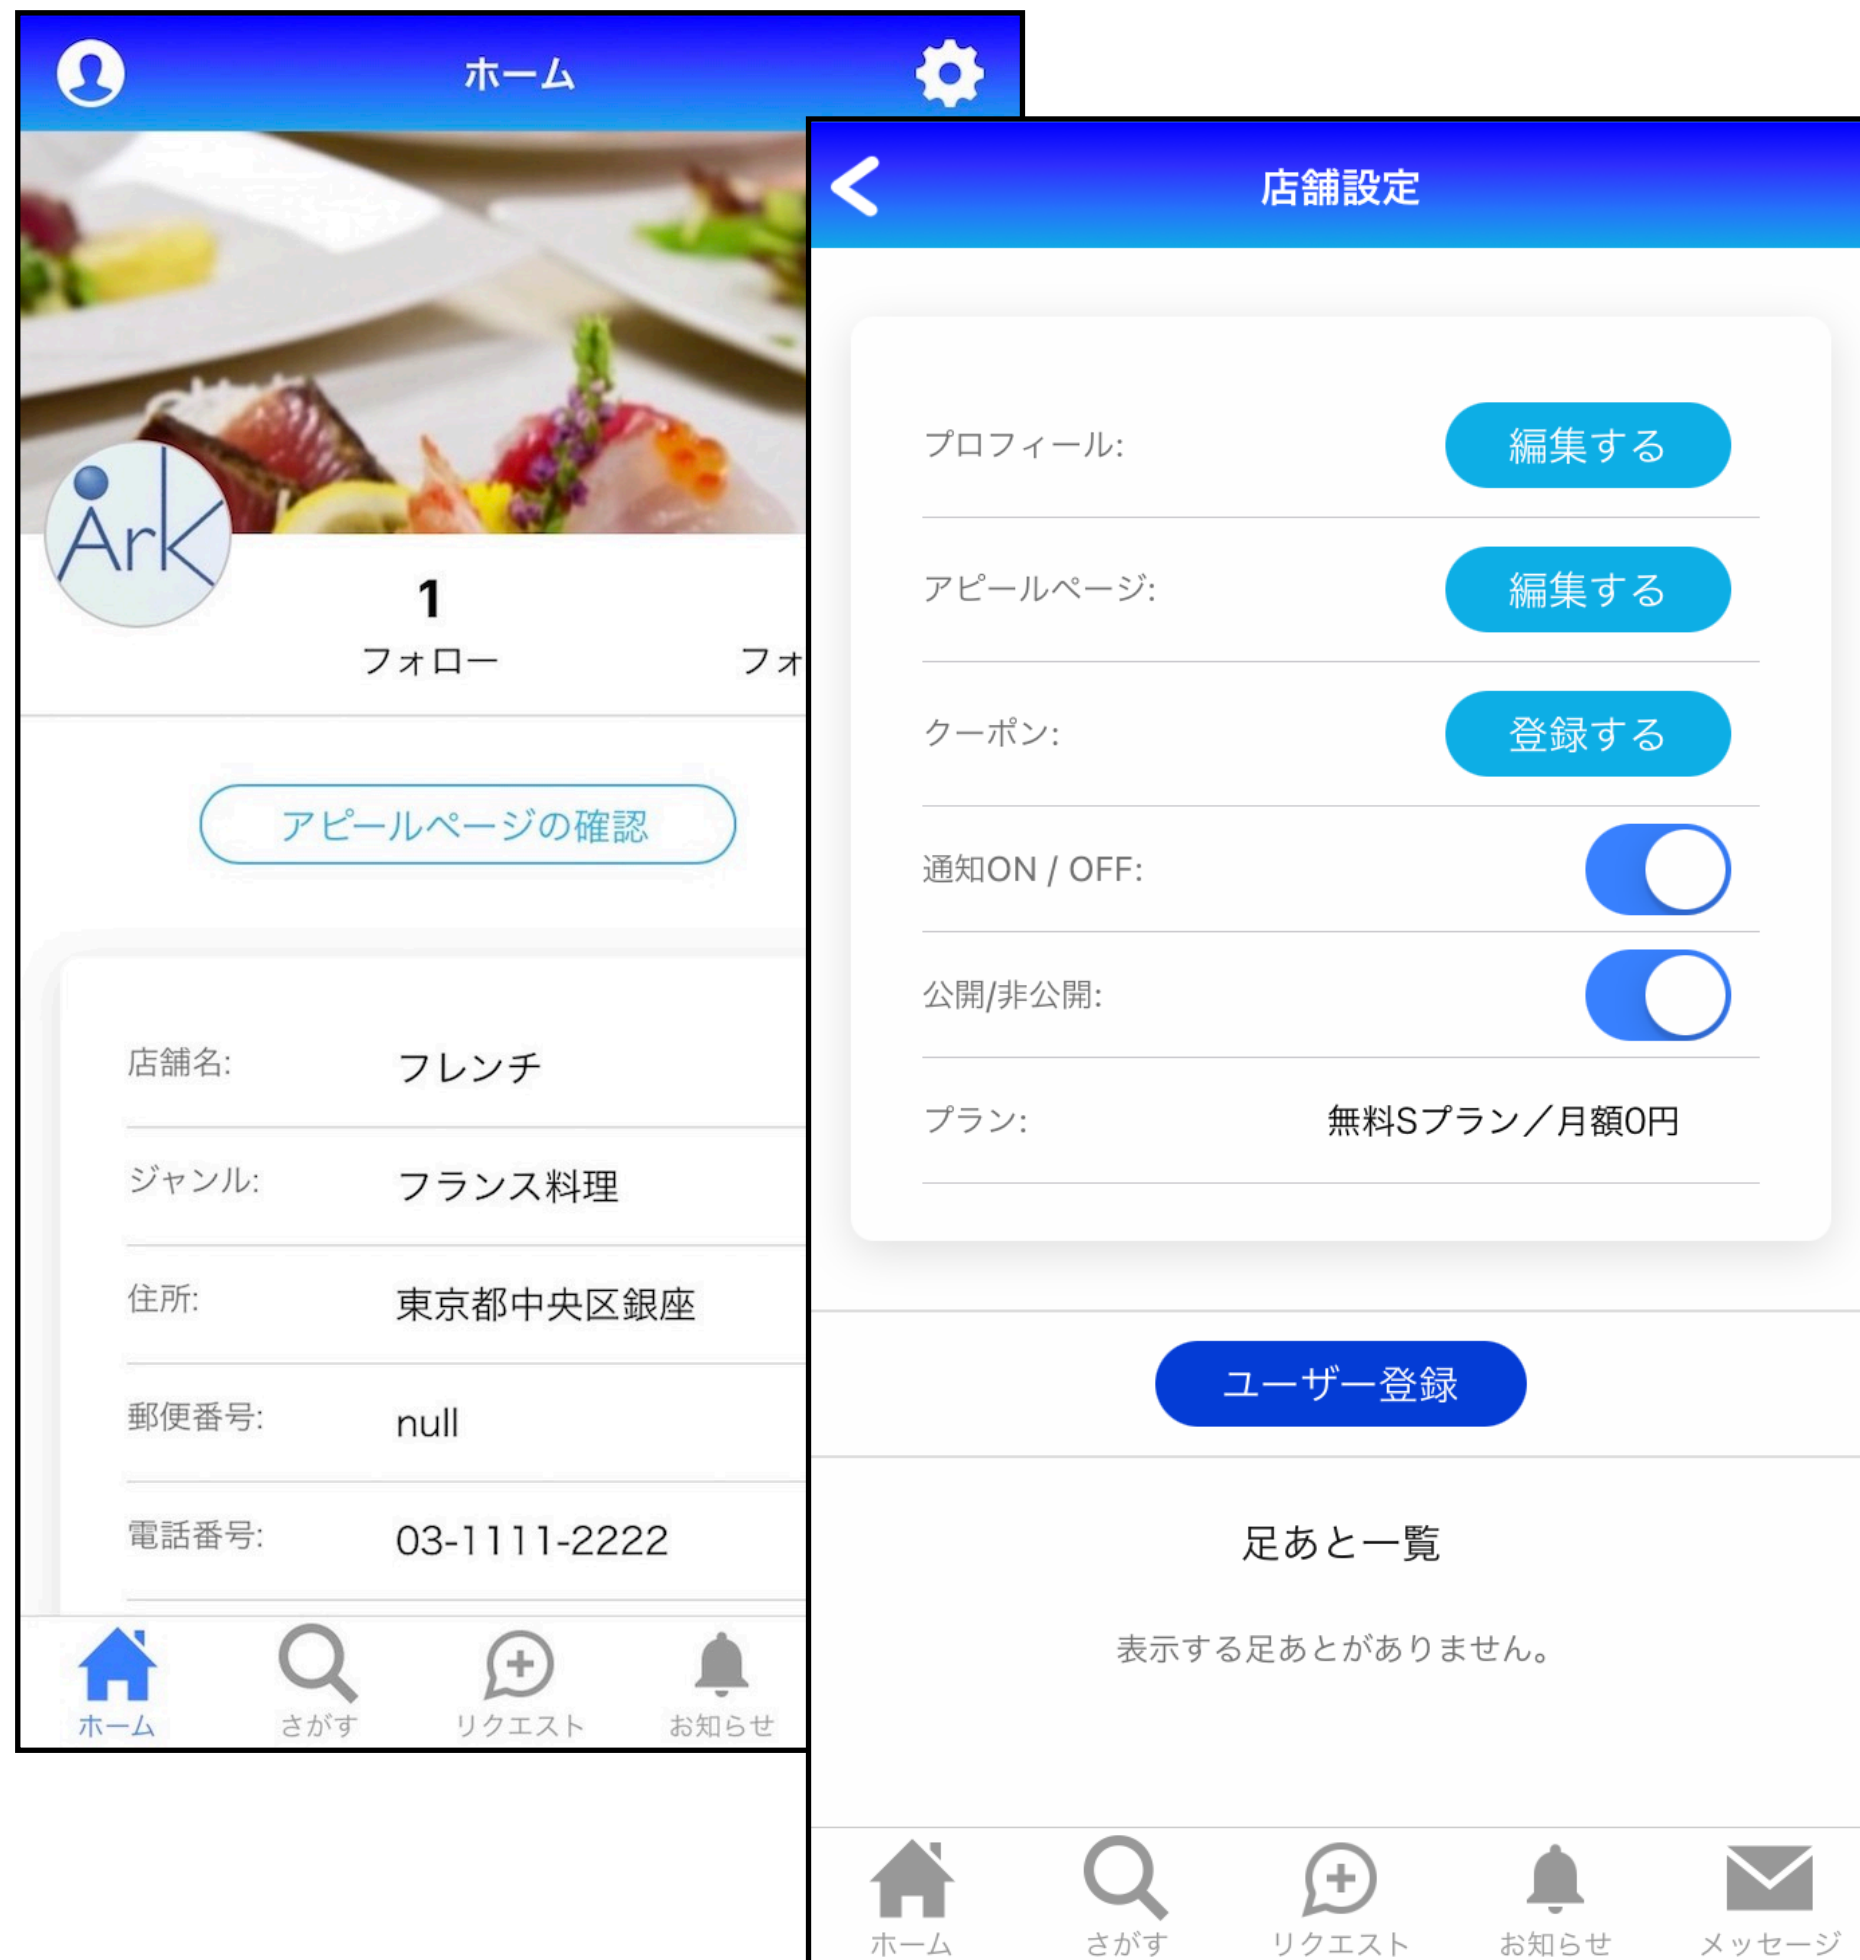 ホーム
Ark
1
フォロー
フォ
アピールページの確認
店舗名:
フレンチ
ジャンル:
フランス料理
住所:
東京都中央区銀座
郵便番号:
null
電話番号:
03-1111-2222
ホーム
さがす
リクエスト
お知らせ
店舗設定
プロフィール:
編集する
アピールページ:
編集する
クーポン:
登録する
通知ON / OFF:
公開/非公開:
プラン:
無料Sプラン／月額0円
ユーザー登録
足あと一覧
表示する足あとがありません。
ホーム
さがす
リクエスト
お知らせ
メッセージ